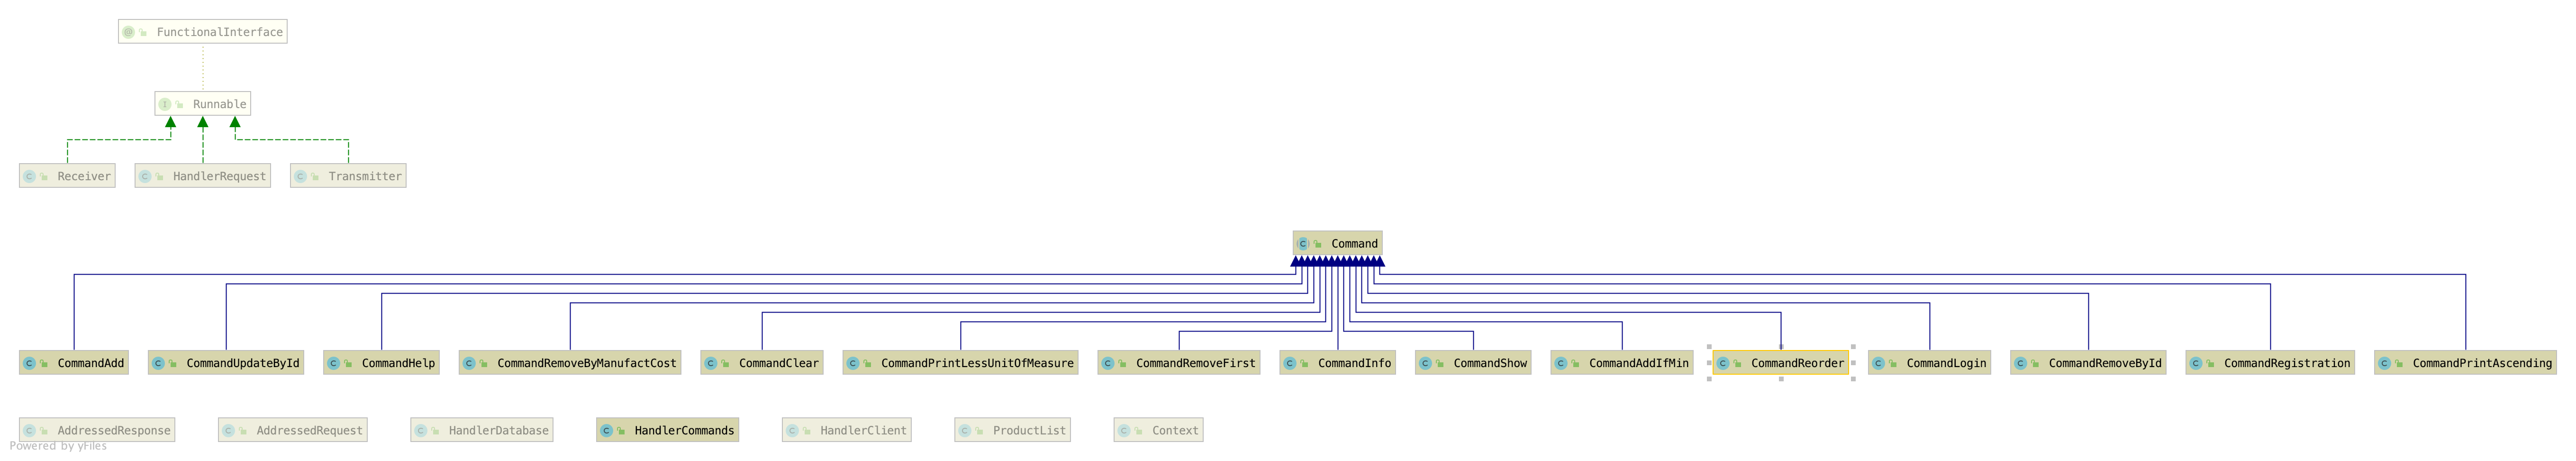 FunctionalInterface
Runnable
Receiver HandlerRequest Transmitter
Command
CommandAdd CommandUpdateById CommandHelp CommandRemoveByManufactCost CommandClear CommandPrintLessUnitOfMeasure CommandRemoveFirst CommandInfo CommandShow CommandAddIfMin CommandReorder CommandLogin CommandRemoveById CommandRegistration CommandPrintAscending
AddressedResponse AddressedRequest HandlerDatabase HandlerCommands HandlerClient ProductList Context
Powered by yFiles